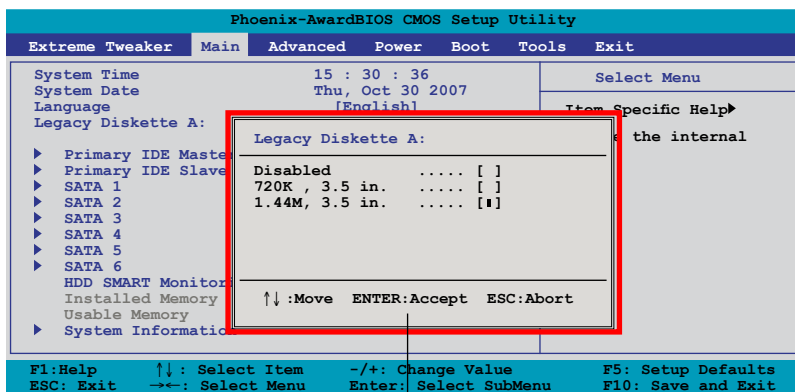 Phoenix-AwardBIOS CMOS Setup Utility
Extreme Tweaker Main Advanced Power Boot Tools Exit
System Time 15 : 30 : 36
System Date Thu, Oct 30 2007
Language [English]
Legacy Diskette A:
Primary IDE Master
Primary IDE Slave
SATA 1
SATA 2
SATA 3
SATA 4
SATA 5
SATA 6
HDD SMART Monitori
Installed Memory
Usable Memory
System Informatio
Legacy Diskette A:
Disabled ..... [ ]
720K , 3.5 in. ..... [ ]
1.44M, 3.5 in. ..... [▮]
↑↓ :Move ENTER:Accept ESC:Abort
Select Menu
Item Specific Help
the internal
F1:Help ↑↓ : Select Item -/+: Change Value F5: Setup Defaults
ESC: Exit →←: Select Menu Enter: Select SubMenu F10: Save and Exit